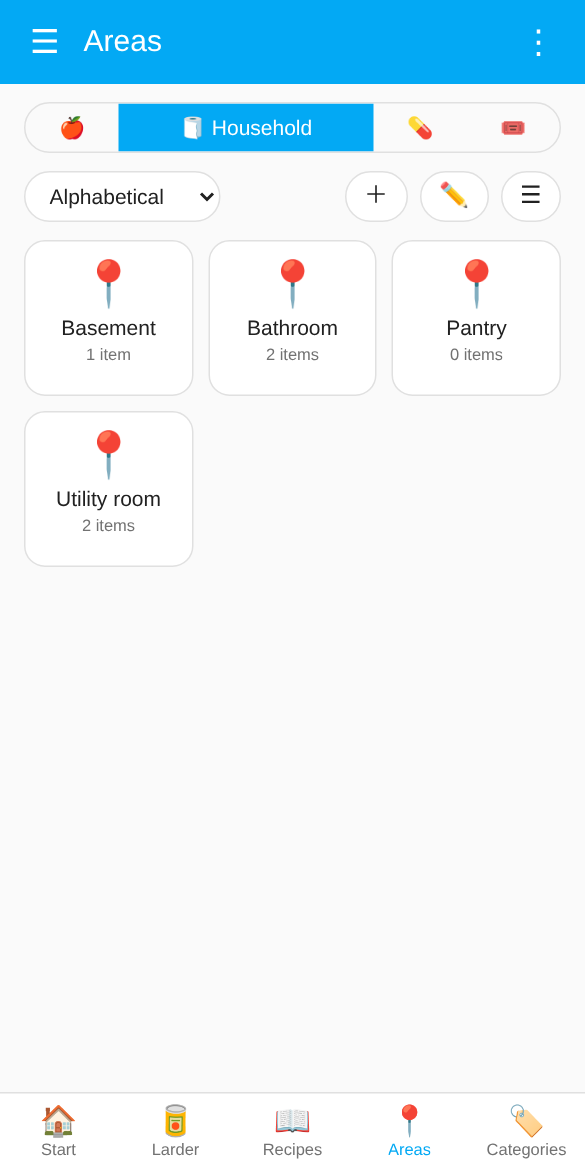 Areas
Household
Alphabetical
Basement
1 item
Bathroom
2 items
Pantry
0 items
Utility room
2 items
Start
Larder
Recipes
Areas
Categories